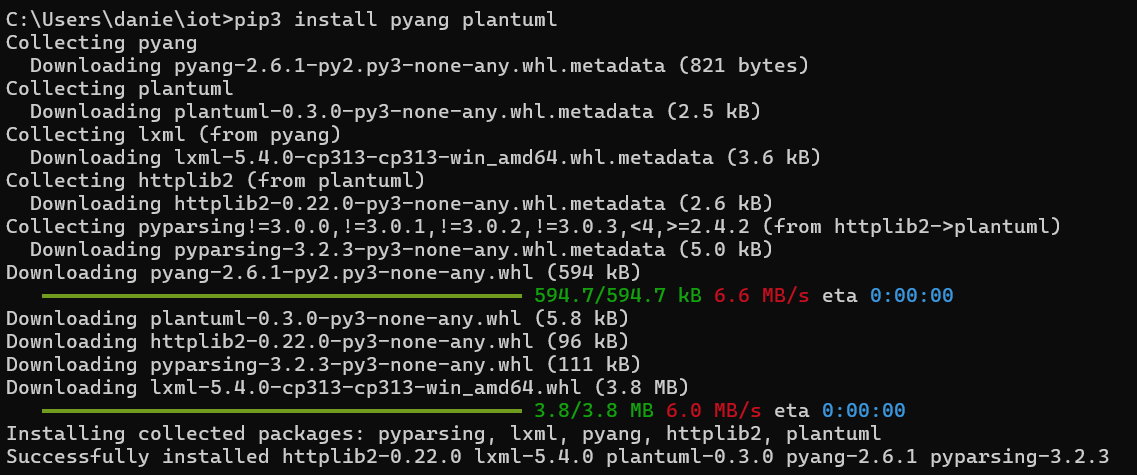 C:\Users\danie\iot>pip3 install pyang plantuml
Collecting pyang
  Downloading pyang-2.6.1-py2.py3-none-any.whl.metadata (821 bytes)
Collecting plantuml
  Downloading plantuml-0.3.0-py3-none-any.whl.metadata (2.5 kB)
Collecting lxml (from pyang)
  Downloading lxml-5.4.0-cp313-cp313-win_amd64.whl.metadata (3.6 kB)
Collecting httplib2 (from plantuml)
  Downloading httplib2-0.22.0-py3-none-any.whl.metadata (2.6 kB)
Collecting pyparsing!=3.0.0,!=3.0.1,!=3.0.2,!=3.0.3,<4,>=2.4.2 (from httplib2->plantuml)
  Downloading pyparsing-3.2.3-py3-none-any.whl.metadata (5.0 kB)
Downloading pyang-2.6.1-py2.py3-none-any.whl (594 kB)
594.7/594.7 kB 6.6 MB/s eta 0:00:00
Downloading plantuml-0.3.0-py3-none-any.whl (5.8 kB)
Downloading httplib2-0.22.0-py3-none-any.whl (96 kB)
Downloading pyparsing-3.2.3-py3-none-any.whl (111 kB)
Downloading lxml-5.4.0-cp313-cp313-win_amd64.whl (3.8 MB)
3.8/3.8 MB 6.0 MB/s eta 0:00:00
Installing collected packages: pyparsing, lxml, pyang, httplib2, plantuml
Successfully installed httplib2-0.22.0 lxml-5.4.0 plantuml-0.3.0 pyang-2.6.1 pyparsing-3.2.3